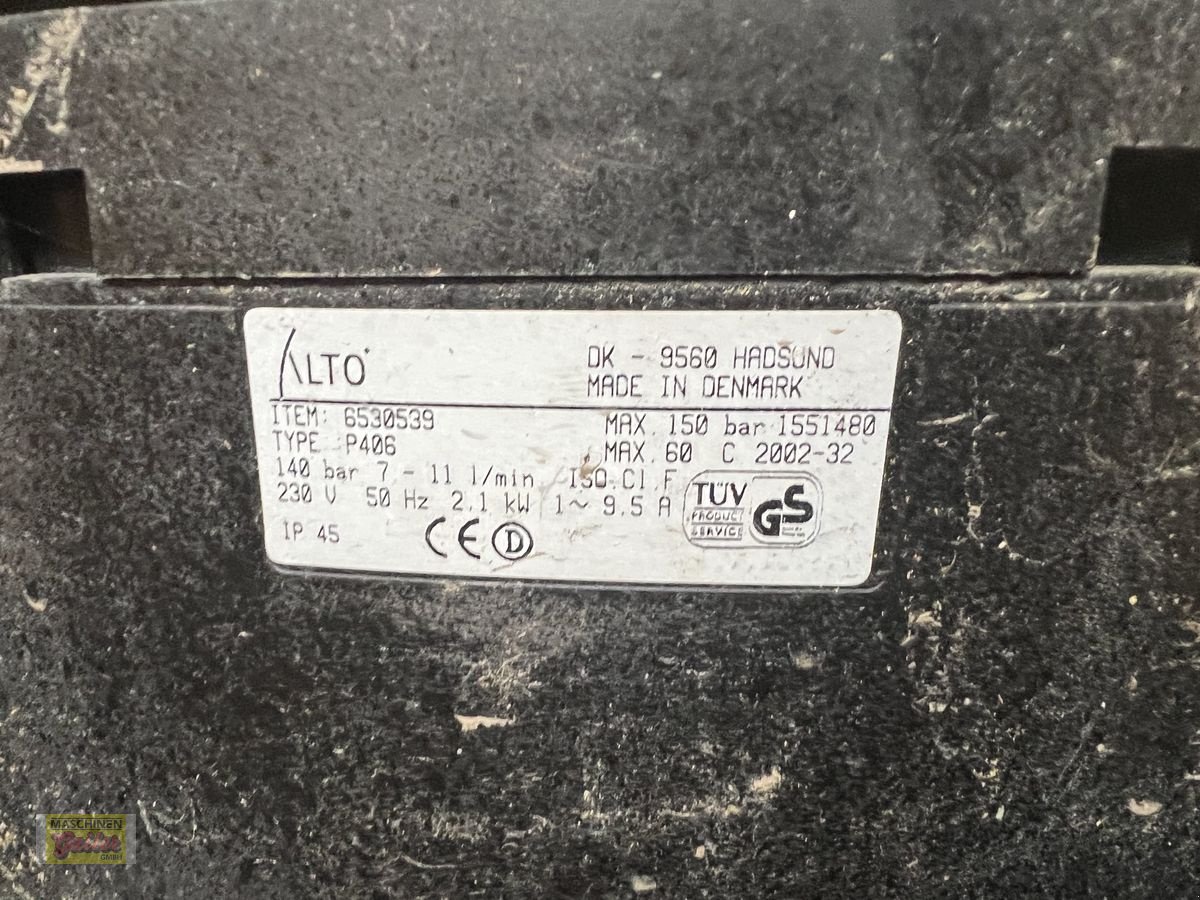 ALTO
DK - 9560 HADSUND
MADE IN DENMARK
ITEM: 6530539
MAX. 150 bar 1551480
TYPE P406
MAX. 60 C 2002-32
140 bar 7 - 11 l/min ISO.Cl.F
230 V 50 Hz 2.1 kW 1~ 9.5 A
IP 45
CE D
TÜV
PRODUCT
SERVICE
GS
MASCHINEN
GMBH